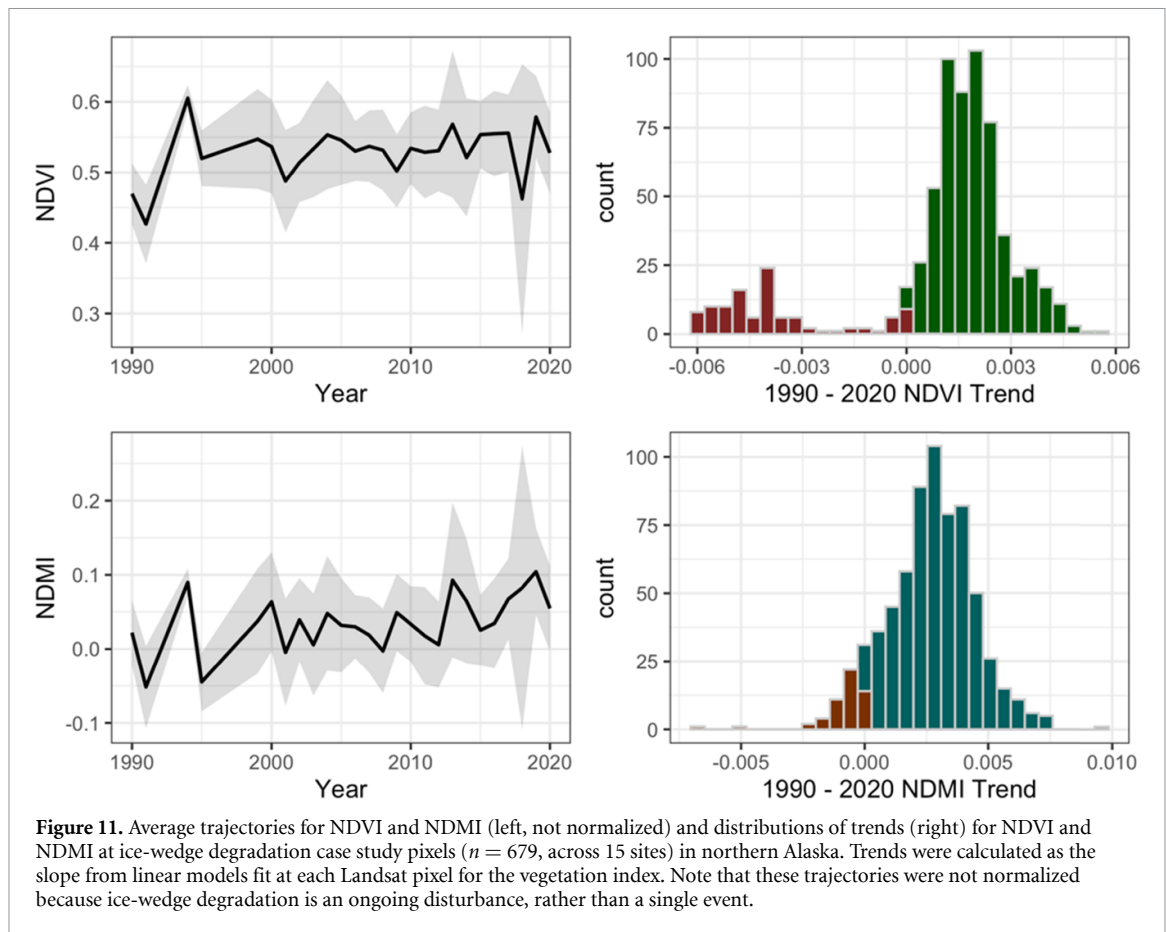 0.6
0.5
0.4
0.3
NDVI
1990
2000
2010
2020
Year
100
75
50
25
0
count
-0.006
-0.003
0.000
0.003
0.006
1990 - 2020 NDVI Trend
0.2
0.1
0.0
-0.1
NDMI
1990
2000
2010
2020
Year
100
75
50
25
0
count
-0.005
0.000
0.005
0.010
1990 - 2020 NDMI Trend
Figure 11. Average trajectories for NDVI and NDMI (left, not normalized) and distributions of trends (right) for NDVI and
NDMI at ice-wedge degradation case study pixels (n = 679, across 15 sites) in northern Alaska. Trends were calculated as the
slope from linear models fit at each Landsat pixel for the vegetation index. Note that these trajectories were not normalized
because ice-wedge degradation is an ongoing disturbance, rather than a single event.